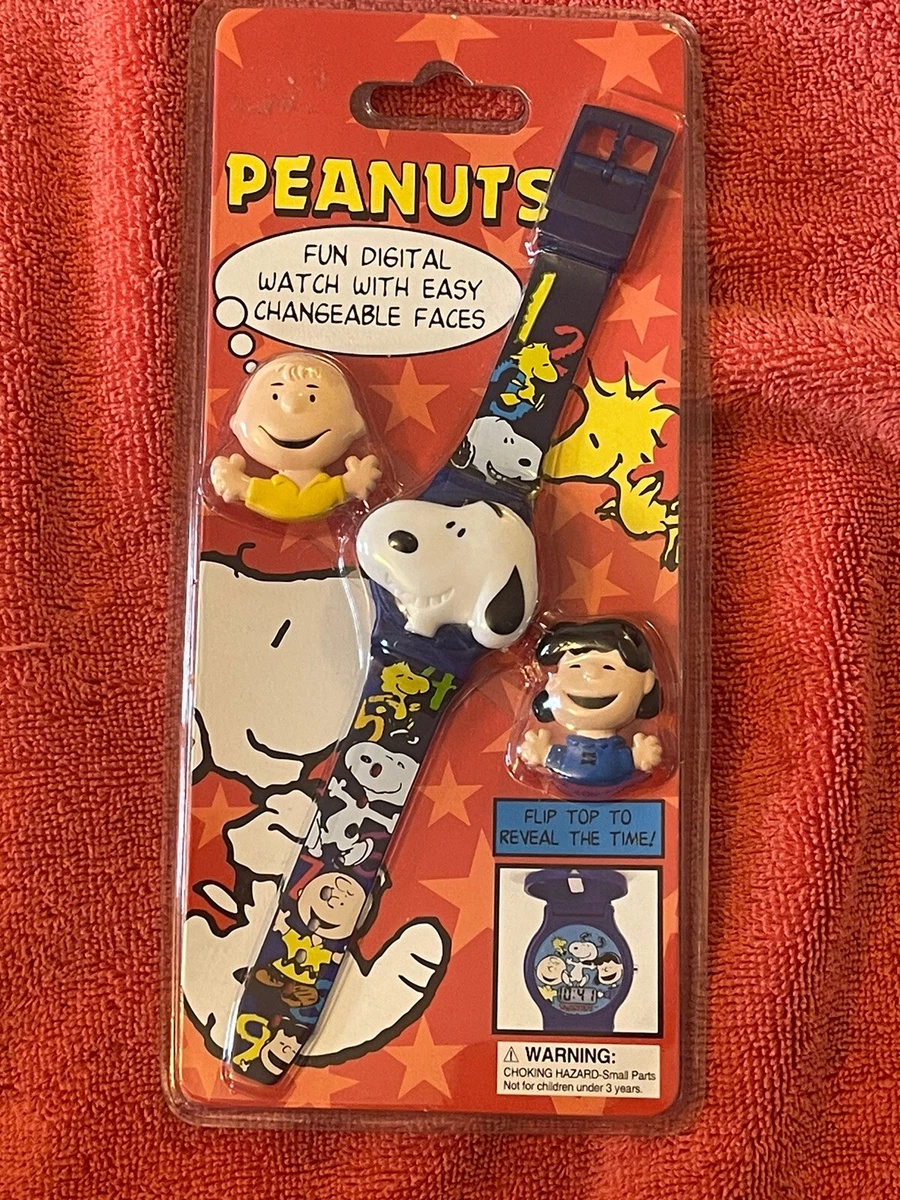 PEANUTS
FUN DIGITAL
WATCH WITH EASY
CHANGEABLE FACES
FLIP TOP TO
REVEAL THE TIME!
⚠ WARNING:
CHOKING HAZARD-Small Parts
Not for children under 3 years.